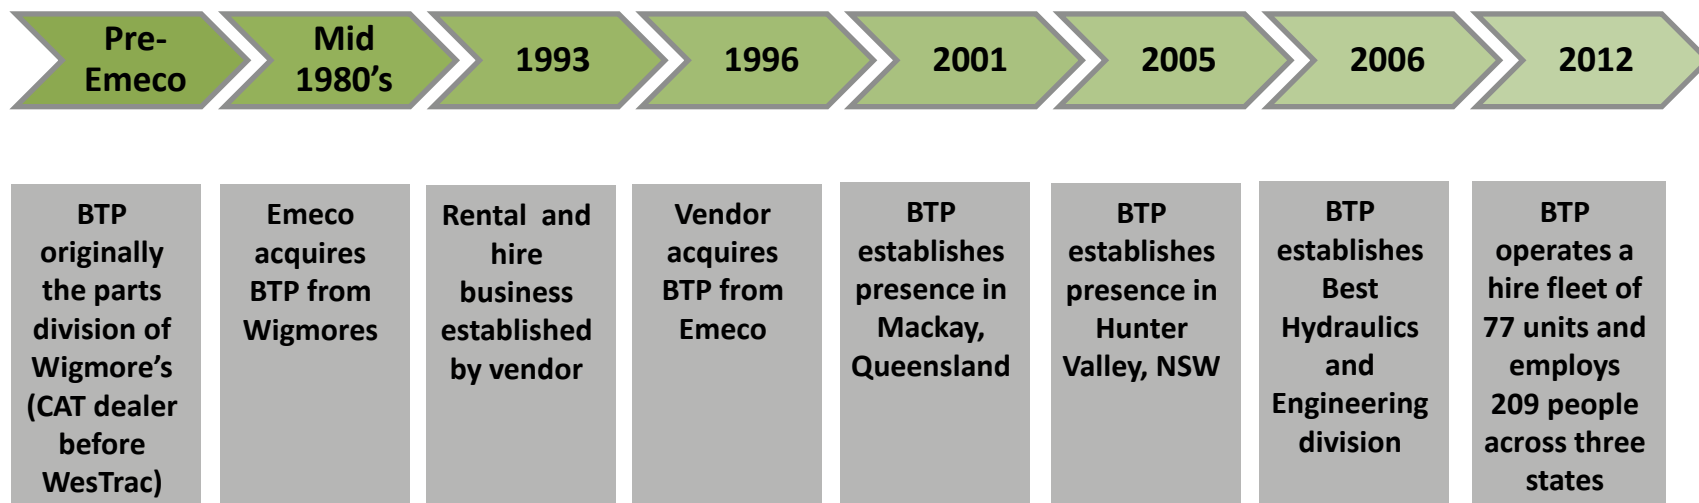 Pre-
Emeco
Mid
1980's
1993
1996
2001
2005
2006
2012
BTP
originally
the parts
division of
Wigmore’s
(CAT dealer
before
WesTrac)
Emeco
acquires
BTP from
Wigmores
Rental and
hire
business
established
by vendor
Vendor
acquires
BTP from
Emeco
BTP
establishes
presence in
Mackay,
Queensland
BTP
establishes
presence in
Hunter
Valley, NSW
BTP
establishes
Best
Hydraulics
and
Engineering
division
BTP
operates a
hire fleet of
77 units and
employs
209 people
across three
states